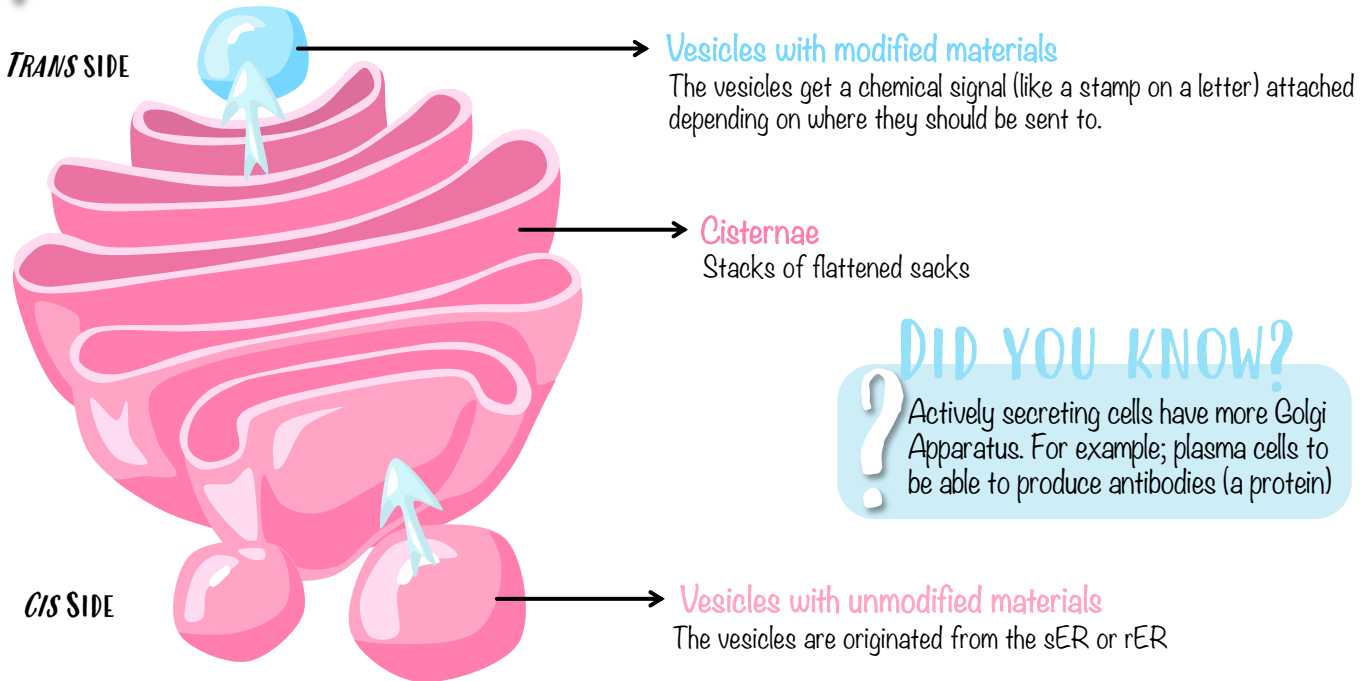 TRANS SIDE
Vesicles with modified materials
The vesicles get a chemical signal (like a stamp on a letter) attached
depending on where they should be sent to.
Cisternae
Stacks of flattened sacks
DID YOU KNOW?
?
Actively secreting cells have more Golgi
Apparatus. For example; plasma cells to
be able to produce antibodies (a protein)
CIS SIDE
Vesicles with unmodified materials
The vesicles are originated from the sER or rER